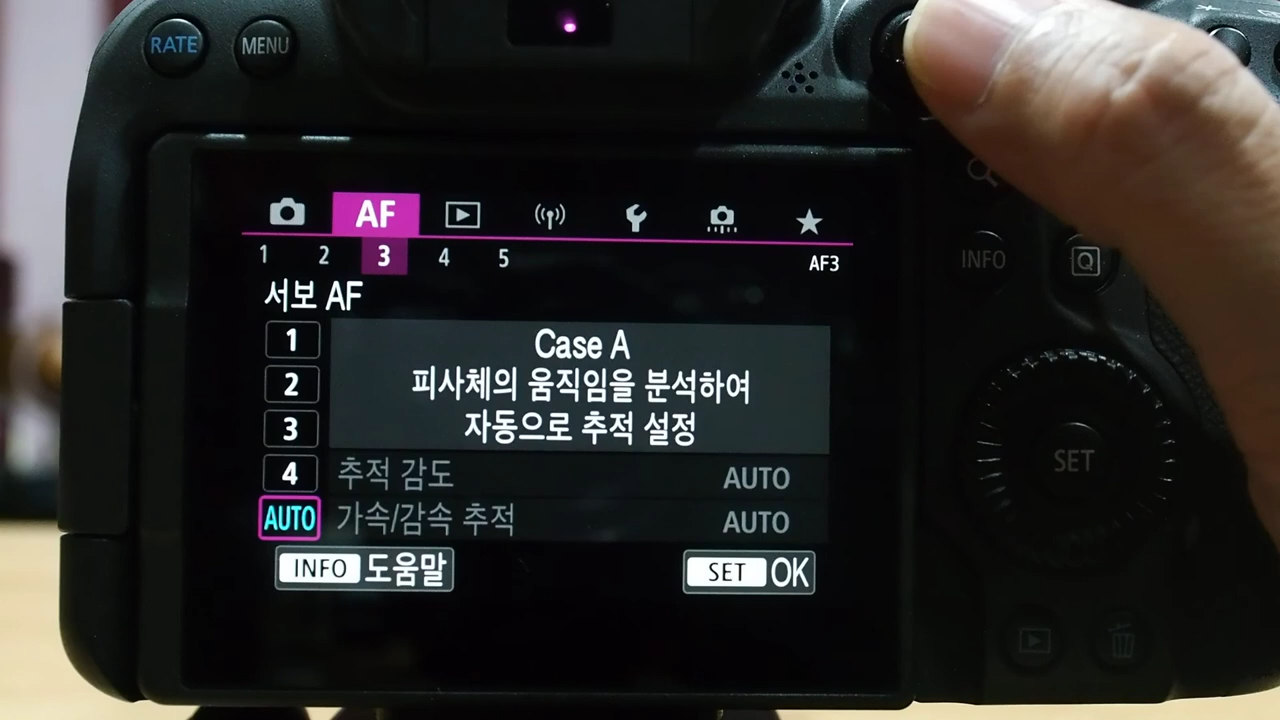 RATE MENU
AF
1 2 3 4 5 AF3
서보 AF
1 Case A
2 피사체의 움직임을 분석하여
3 자동으로 추적 설정
4 추적 감도 AUTO
AUTO 가속/감속 추적 AUTO
INFO 도움말 SET OK
INFO Q
SET